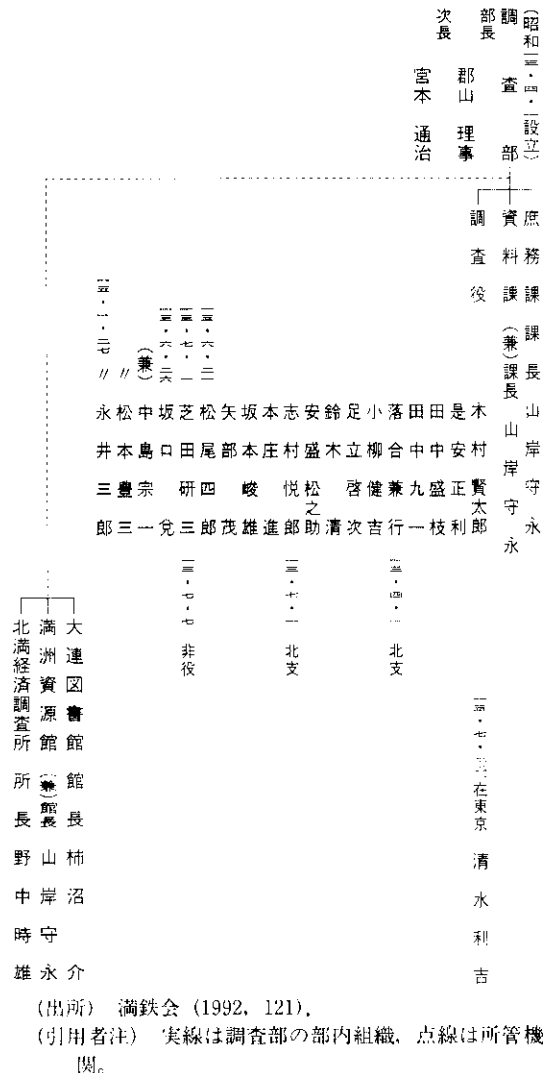 (昭和一三・四・一設立)
調査部
部長 郡山理事
次長 宮本通治
庶務課 課長 山岸守永
資料課 (兼)課長 山岸守永
調査役
木村賢太郎
是安正利
田中盛枝
田中九一
落合兼行
小柳健吉
足立啓次
鈴木清
安盛松之助
志村悦郎
本庄進
坂本峻雄
矢部茂
松尾四郎
芝田研三
坂口兌
(兼) 中島宗一
〃 松本豊三
〃 永井三郎
北支
北支
非役
在東京 清水利吉
大連図書館 館長 柿沼介
満洲資源館 (兼)館長 山岸守永
北満経済調査所 所長 野中時雄
(出所) 満鉄会 (1992, 121).
(引用者注) 実線は調査部の部内組織,点線は所管機
関。